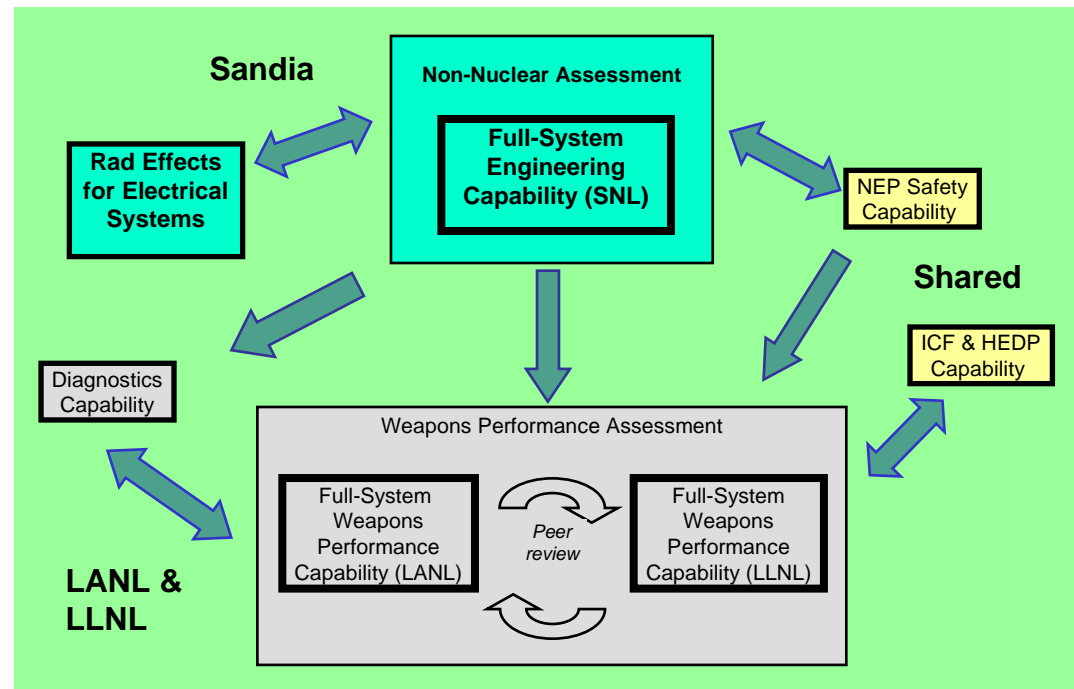 Sandia
Non-Nuclear Assessment
Full-System
Engineering
Capability (SNL)
Rad Effects
for Electrical
Systems
NEP Safety
Capability
Shared
ICF & HEDP
Capability
Diagnostics
Capability
Weapons Performance Assessment
Full-System
Weapons
Performance
Capability (LANL)
Peer
review
Full-System
Weapons
Performance
Capability (LLNL)
LANL &
LLNL